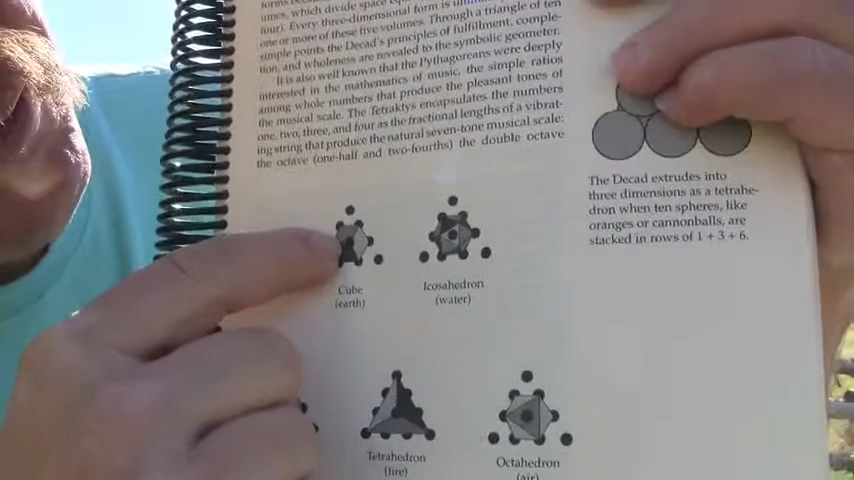 umes, which divide space equ
four). Every three-dimensional form is
one or more of these five volumes. Through a triangle of ten
simple points the Decad's principles of fulfillment, comple-
tion, and wholeness are revealed to the symbolic geometer.
It is also well known that the Pythagoreans were deeply
interested in the mathematics of music, the simple ratios
among whole numbers that produce the pleasant tones of
the musical scale. The Tetraktys encapsulates the numbers
one, two, three, and four as the fractional lengths of a vibrat-
ing string that produce the natural seven-tone musical scale:
the octave (one-half and two-fourths) the double octave
The Decad extrudes into
three dimensions as tetrahe-
dron when ten spheres, like
oranges or cannonballs, are
stacked in rows of 1 + 3 + 6.
Cube
(earth)
Icosahedron
(water)
Tetrahedron
(fire)
Octahedron
(air)